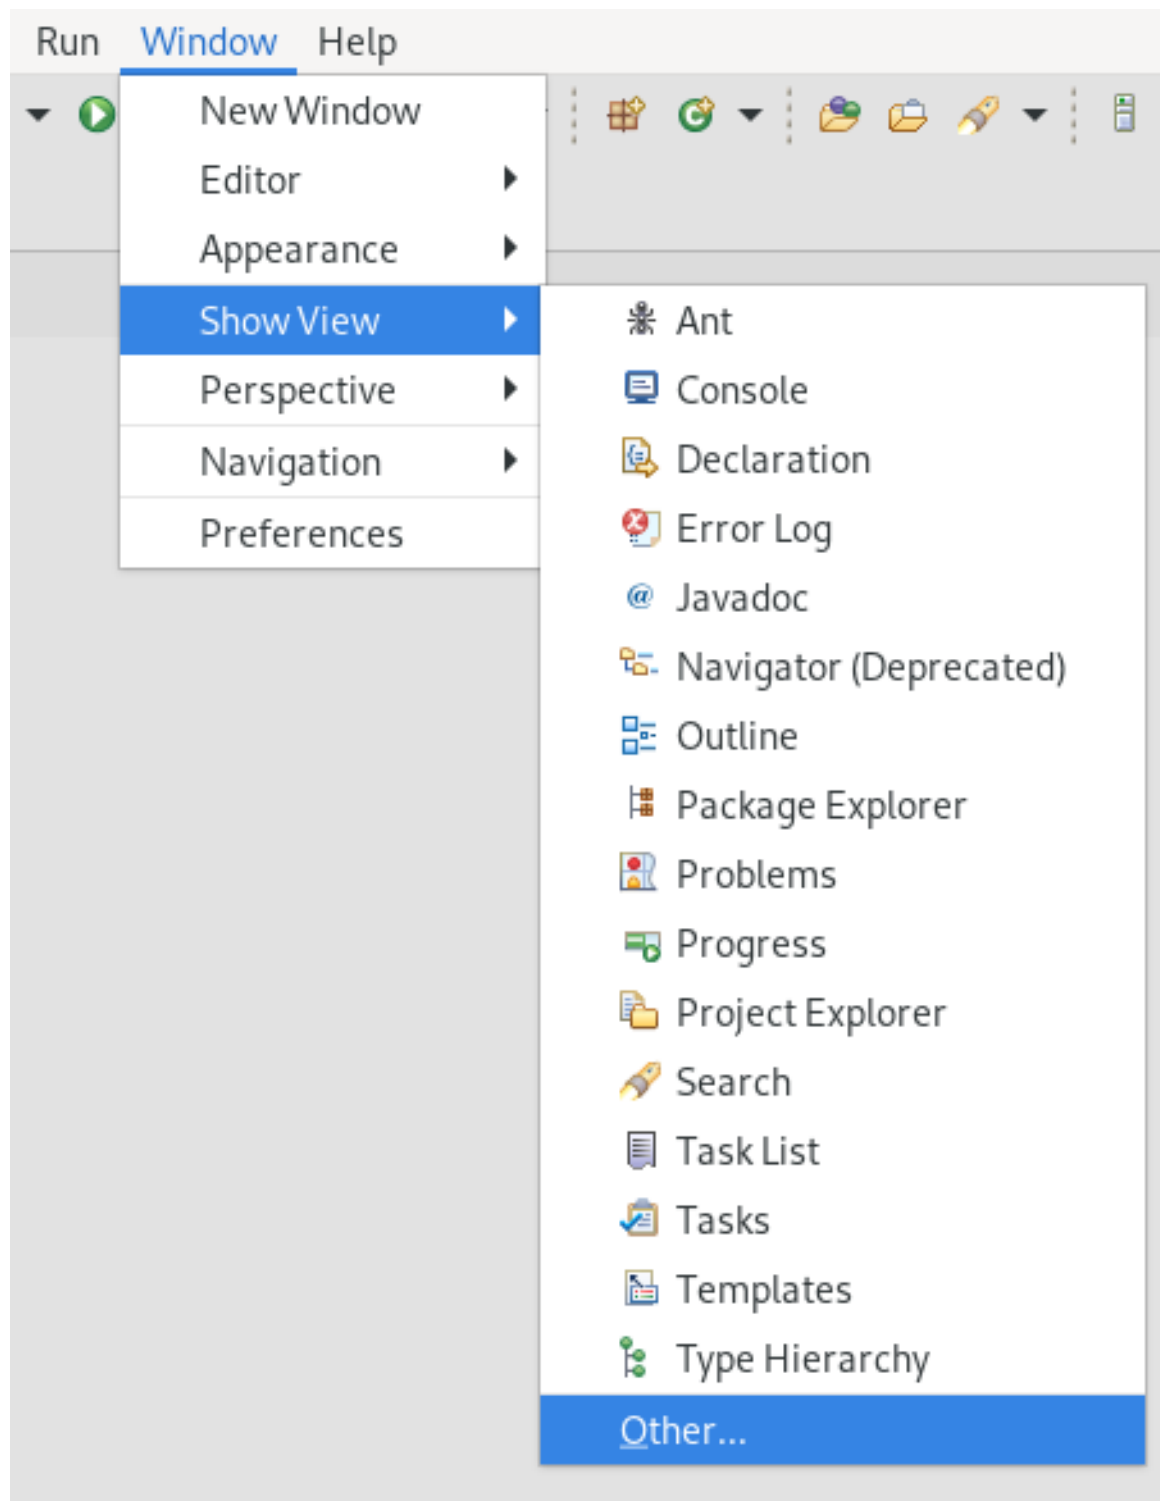 Run Window Help
New Window
Editor
Appearance
Show View
Perspective
Navigation
Preferences
Ant
Console
Declaration
Error Log
Javadoc
Navigator (Deprecated)
Outline
Package Explorer
Problems
Progress
Project Explorer
Search
Task List
Tasks
Templates
Type Hierarchy
Other...